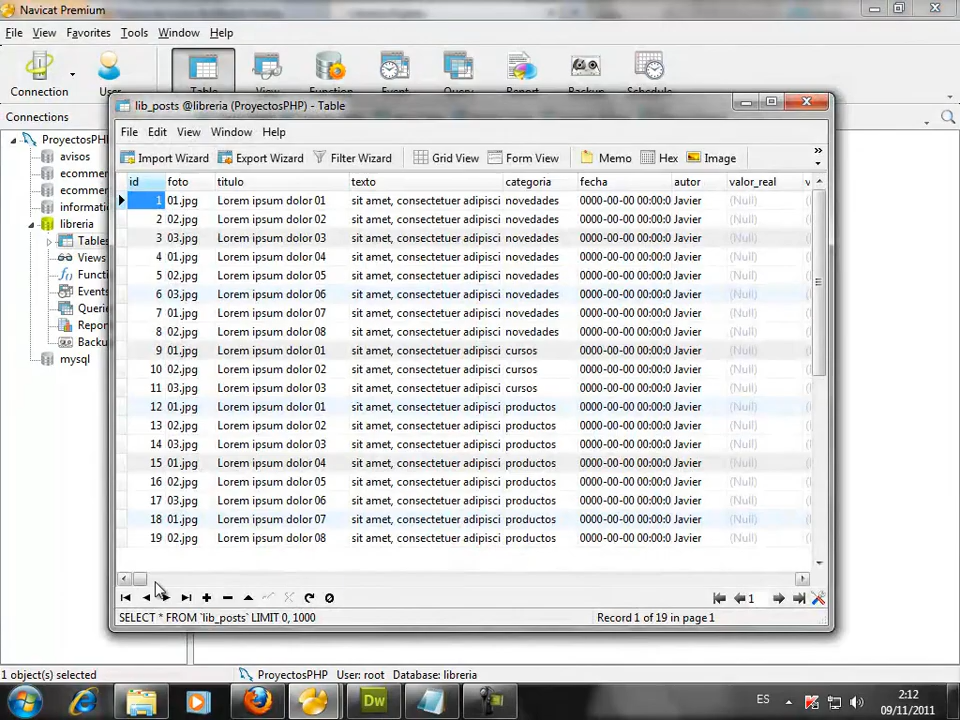 Navicat Premium
File View Favorites Tools Window Help
Connection User Table View Function Event Query Report Backup Schedule
Connections
ProyectosPHP
avisos
ecommer
ecommer
informatio
libreria
Tables
Views
Functi
Events
Querie
Repor
Backu
mysql
lib_posts @libreria (ProyectosPHP) - Table
File Edit View Window Help
Import Wizard Export Wizard Filter Wizard Grid View Form View Memo Hex Image
id foto titulo texto categoria fecha autor valor_real v
1 01.jpg Lorem ipsum dolor 01 sit amet, consectetuer adipisci novedades 0000-00-00 00:00:0 Javier (Null)
2 02.jpg Lorem ipsum dolor 02 sit amet, consectetuer adipisci novedades 0000-00-00 00:00:0 Javier (Null)
3 03.jpg Lorem ipsum dolor 03 sit amet, consectetuer adipisci novedades 0000-00-00 00:00:0 Javier (Null)
4 01.jpg Lorem ipsum dolor 04 sit amet, consectetuer adipisci novedades 0000-00-00 00:00:0 Javier (Null)
5 02.jpg Lorem ipsum dolor 05 sit amet, consectetuer adipisci novedades 0000-00-00 00:00:0 Javier (Null)
6 03.jpg Lorem ipsum dolor 06 sit amet, consectetuer adipisci novedades 0000-00-00 00:00:0 Javier (Null)
7 01.jpg Lorem ipsum dolor 07 sit amet, consectetuer adipisci novedades 0000-00-00 00:00:0 Javier (Null)
8 02.jpg Lorem ipsum dolor 08 sit amet, consectetuer adipisci novedades 0000-00-00 00:00:0 Javier (Null)
9 01.jpg Lorem ipsum dolor 01 sit amet, consectetuer adipisci cursos 0000-00-00 00:00:0 Javier (Null)
10 02.jpg Lorem ipsum dolor 02 sit amet, consectetuer adipisci cursos 0000-00-00 00:00:0 Javier (Null)
11 03.jpg Lorem ipsum dolor 03 sit amet, consectetuer adipisci cursos 0000-00-00 00:00:0 Javier (Null)
12 01.jpg Lorem ipsum dolor 01 sit amet, consectetuer adipisci productos 0000-00-00 00:00:0 Javier (Null)
13 02.jpg Lorem ipsum dolor 02 sit amet, consectetuer adipisci productos 0000-00-00 00:00:0 Javier (Null)
14 03.jpg Lorem ipsum dolor 03 sit amet, consectetuer adipisci productos 0000-00-00 00:00:0 Javier (Null)
15 01.jpg Lorem ipsum dolor 04 sit amet, consectetuer adipisci productos 0000-00-00 00:00:0 Javier (Null)
16 02.jpg Lorem ipsum dolor 05 sit amet, consectetuer adipisci productos 0000-00-00 00:00:0 Javier (Null)
17 03.jpg Lorem ipsum dolor 06 sit amet, consectetuer adipisci productos 0000-00-00 00:00:0 Javier (Null)
18 01.jpg Lorem ipsum dolor 07 sit amet, consectetuer adipisci productos 0000-00-00 00:00:0 Javier (Null)
19 02.jpg Lorem ipsum dolor 08 sit amet, consectetuer adipisci productos 0000-00-00 00:00:0 Javier (Null)
1
SELECT * FROM `lib_posts` LIMIT 0, 1000 Record 1 of 19 in page 1
1 object(s) selected ProyectosPHP User: root Database: libreria
Dw ES 2:12
09/11/2011